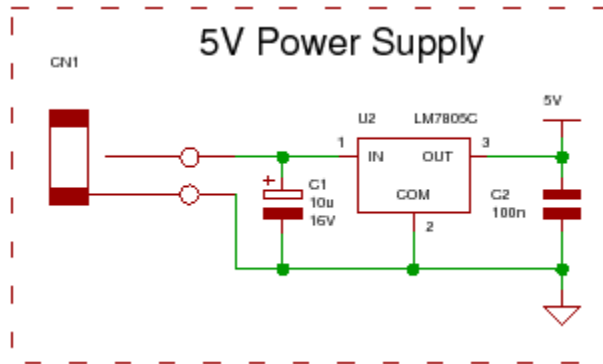 5V Power Supply
CN1
U2 LM7805C
5V
1 IN OUT 3
+
C1
10u
16V
COM
2
C2
100n